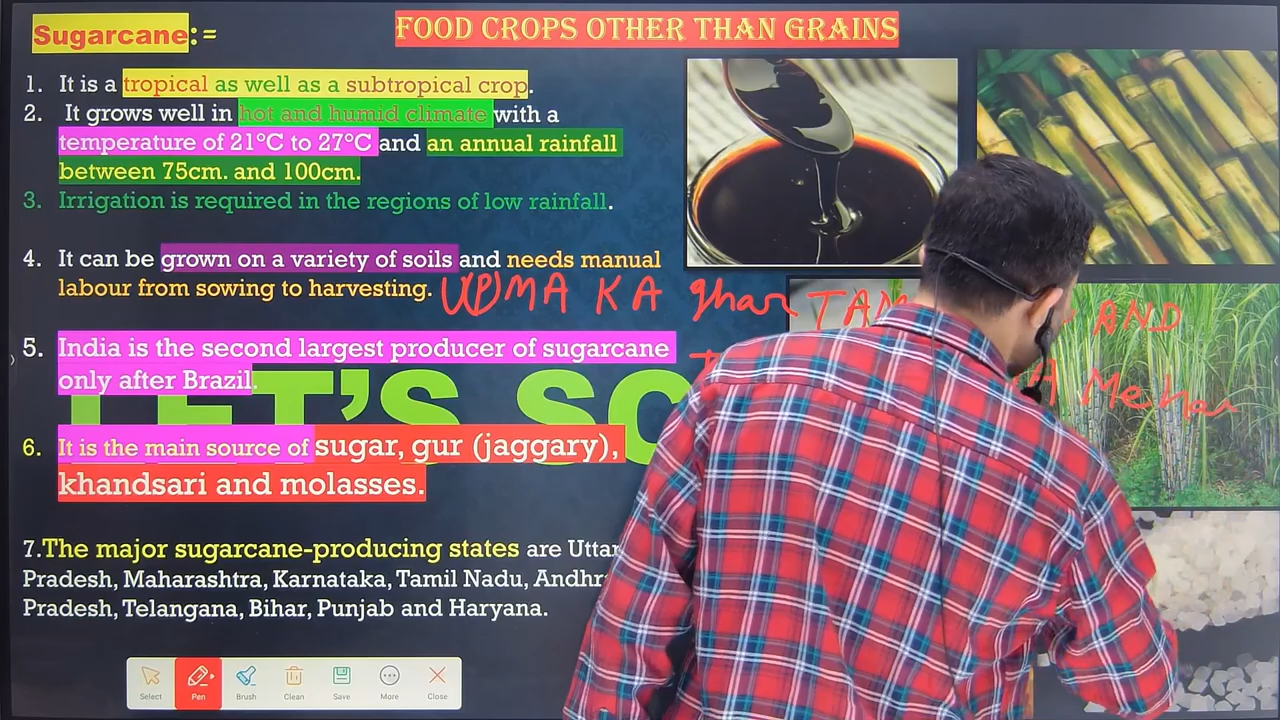 Sugarcane:=
FOOD CROPS OTHER THAN GRAINS
1. It is a tropical as well as a subtropical crop.
2. It grows well in hot and humid climate with a
temperature of 21°C to 27°C and an annual rainfall
between 75cm. and 100cm.
3. Irrigation is required in the regions of low rainfall.
4. It can be grown on a variety of soils and needs manual
labour from sowing to harvesting.
KA ghar TAM
AND
Mehar
5. India is the second largest producer of sugarcane
only after Brazil.
LET'S SO
6. It is the main source of sugar, gur (jaggary),
khandsari and molasses.
7.The major sugarcane-producing states are Uttar
Pradesh, Maharashtra, Karnataka, Tamil Nadu, Andhr
Pradesh, Telangana, Bihar, Punjab and Haryana.
Select Pen Brush Clean Save More Close